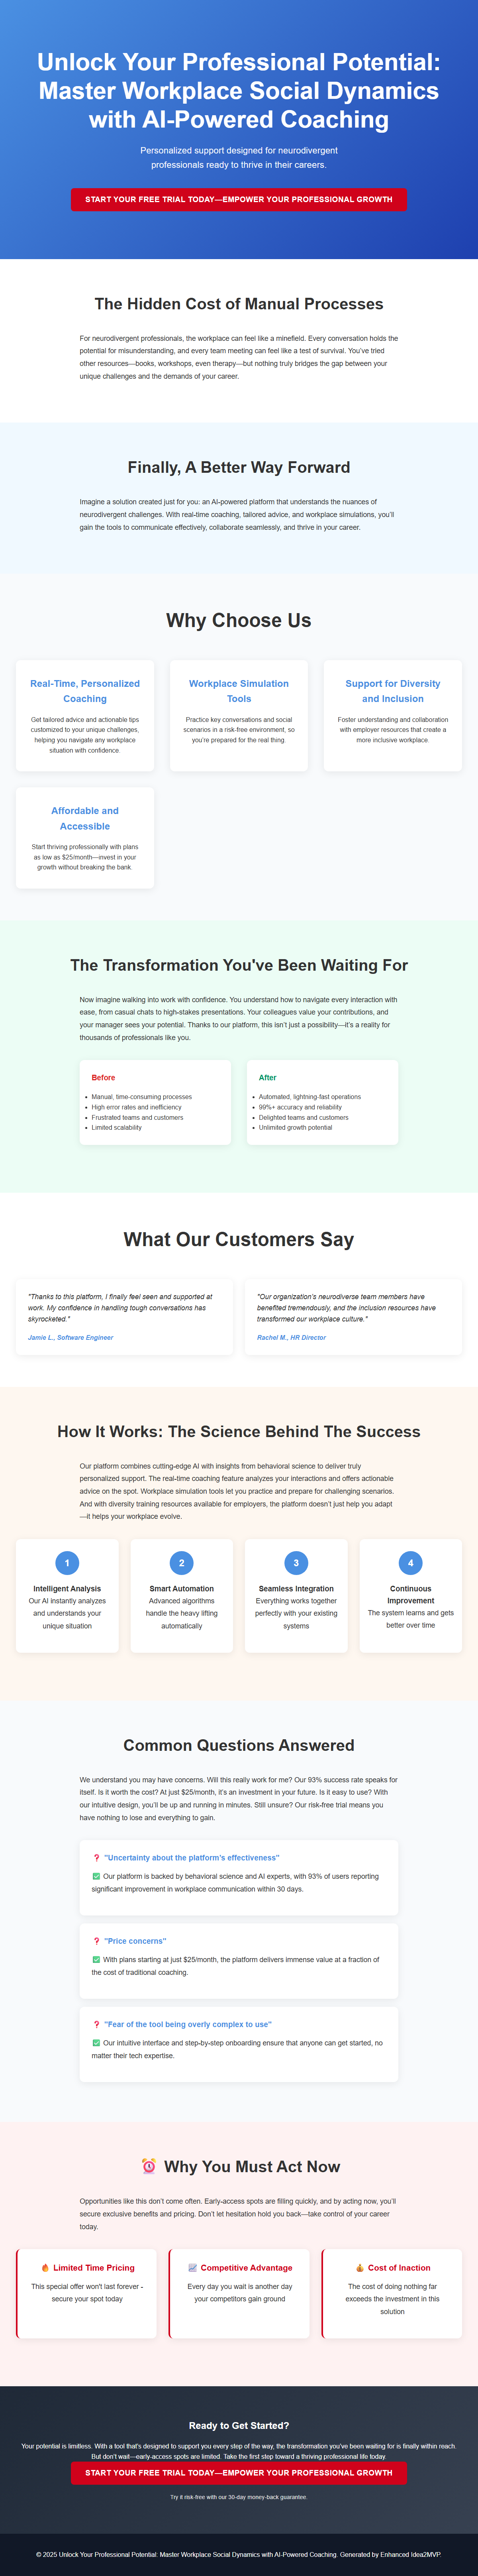 Unlock Your Professional Potential:
Master Workplace Social Dynamics
with AI-Powered Coaching
Personalized support designed for neurodivergent
professionals ready to thrive in their careers.
START YOUR FREE TRIAL TODAY—EMPOWER YOUR PROFESSIONAL GROWTH
The Hidden Cost of Manual Processes
For neurodivergent professionals, the workplace can feel like a minefield. Every conversation holds the
potential for misunderstanding, and every team meeting can feel like a test of survival. You've tried
other resources—books, workshops, even therapy—but nothing truly bridges the gap between your
unique challenges and the demands of your career.
Finally, A Better Way Forward
Imagine a solution created just for you: an AI-powered platform that understands the nuances of
neurodivergent challenges. With real-time coaching, tailored advice, and workplace simulations, you'll
gain the tools to communicate effectively, collaborate seamlessly, and thrive in your career.
Why Choose Us
Real-Time, Personalized
Coaching
Get tailored advice and actionable tips
customized to your unique challenges,
helping you navigate any workplace
situation with confidence.
Workplace Simulation
Tools
Practice key conversations and social
scenarios in a risk-free environment, so
you're prepared for the real thing.
Support for Diversity
and Inclusion
Foster understanding and collaboration
with employer resources that create a
more inclusive workplace.
Affordable and
Accessible
Start thriving professionally with plans
as low as $25/month—invest in your
growth without breaking the bank.
The Transformation You've Been Waiting For
Now imagine walking into work with confidence. You understand how to navigate every interaction with
ease, from casual chats to high-stakes presentations. Your colleagues value your contributions, and
your manager sees your potential. Thanks to our platform, this isn't just a possibility—it's a reality for
thousands of professionals like you.
Before
• Manual, time-consuming processes
• High error rates and inefficiency
• Frustrated teams and customers
• Limited scalability
After
• Automated, lightning-fast operations
• 99%+ accuracy and reliability
• Delighted teams and customers
• Unlimited growth potential
What Our Customers Say
"Thanks to this platform, I finally feel seen and supported at
work. My confidence in handling tough conversations has
skyrocketed."
Jamie L., Software Engineer
"Our organization's neurodiverse team members have
benefited tremendously, and the inclusion resources have
transformed our workplace culture."
Rachel M., HR Director
How It Works: The Science Behind The Success
Our platform combines cutting-edge AI with insights from behavioral science to deliver truly
personalized support. The real-time coaching feature analyzes your interactions and offers actionable
advice on the spot. Workplace simulation tools let you practice and prepare for challenging scenarios.
And with diversity training resources available for employers, the platform doesn't just help you adapt
—it helps your workplace evolve.
1
Intelligent Analysis
Our AI instantly analyzes
and understands your
unique situation
2
Smart Automation
Advanced algorithms
handle the heavy lifting
automatically
3
Seamless Integration
Everything works together
perfectly with your existing
systems
4
Continuous
Improvement
The system learns and gets
better over time
Common Questions Answered
We understand you may have concerns. Will this really work for me? Our 93% success rate speaks for
itself. Is it worth the cost? At just $25/month, it's an investment in your future. Is it easy to use? With
our intuitive design, you'll be up and running in minutes. Still unsure? Our risk-free trial means you
have nothing to lose and everything to gain.
❓ "Uncertainty about the platform's effectiveness"
✅ Our platform is backed by behavioral science and AI experts, with 93% of users reporting
significant improvement in workplace communication within 30 days.
❓ "Price concerns"
✅ With plans starting at just $25/month, the platform delivers immense value at a fraction of
the cost of traditional coaching.
❓ "Fear of the tool being overly complex to use"
✅ Our intuitive interface and step-by-step onboarding ensure that anyone can get started, no
matter their tech expertise.
⏰ Why You Must Act Now
Opportunities like this don't come often. Early-access spots are filling quickly, and by acting now, you'll
secure exclusive benefits and pricing. Don't let hesitation hold you back—take control of your career
today.
🔥 Limited Time Pricing
This special offer won't last forever -
secure your spot today
📈 Competitive Advantage
Every day you wait is another day
your competitors gain ground
💰 Cost of Inaction
The cost of doing nothing far
exceeds the investment in this
solution
Ready to Get Started?
Your potential is limitless. With a tool that's designed to support you every step of the way, the transformation you've been waiting for is finally within reach.
But don't wait—early-access spots are limited. Take the first step toward a thriving professional life today.
START YOUR FREE TRIAL TODAY—EMPOWER YOUR PROFESSIONAL GROWTH
Try it risk-free with our 30-day money-back guarantee.
© 2025 Unlock Your Professional Potential: Master Workplace Social Dynamics with AI-Powered Coaching. Generated by Enhanced Idea2MVP.